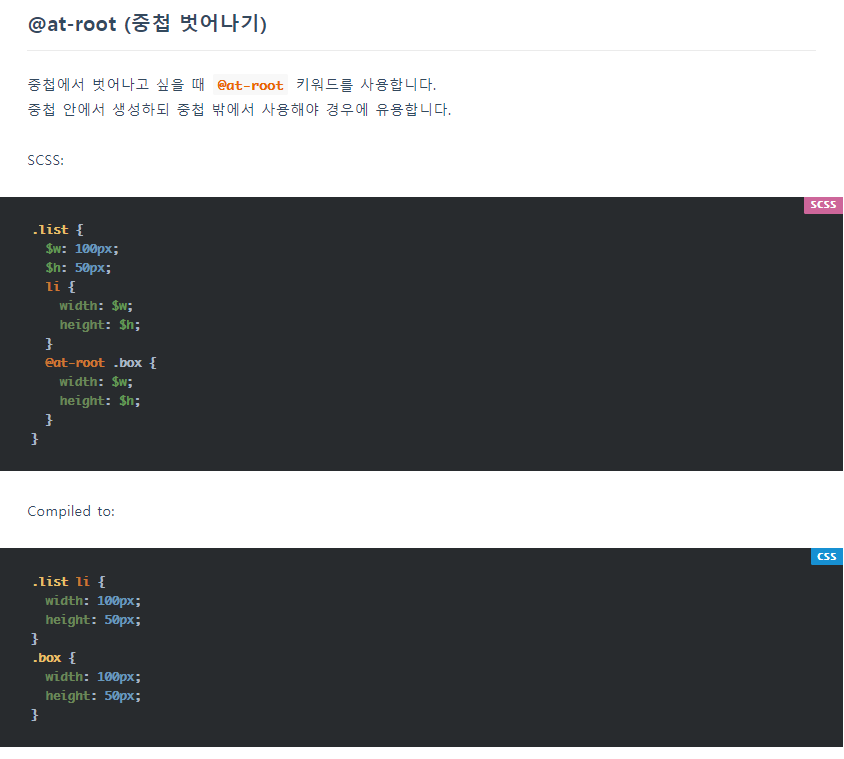 @at-root (중첩 벗어나기)
중첩에서 벗어나고 싶을 때 @at-root 키워드를 사용합니다.
중첩 안에서 생성하되 중첩 밖에서 사용해야 경우에 유용합니다.
SCSS:
SCSS
.list {
  $w: 100px;
  $h: 50px;
  li {
    width: $w;
    height: $h;
  }
  @at-root .box {
    width: $w;
    height: $h;
  }
}
Compiled to:
CSS
.list li {
  width: 100px;
  height: 50px;
}
.box {
  width: 100px;
  height: 50px;
}